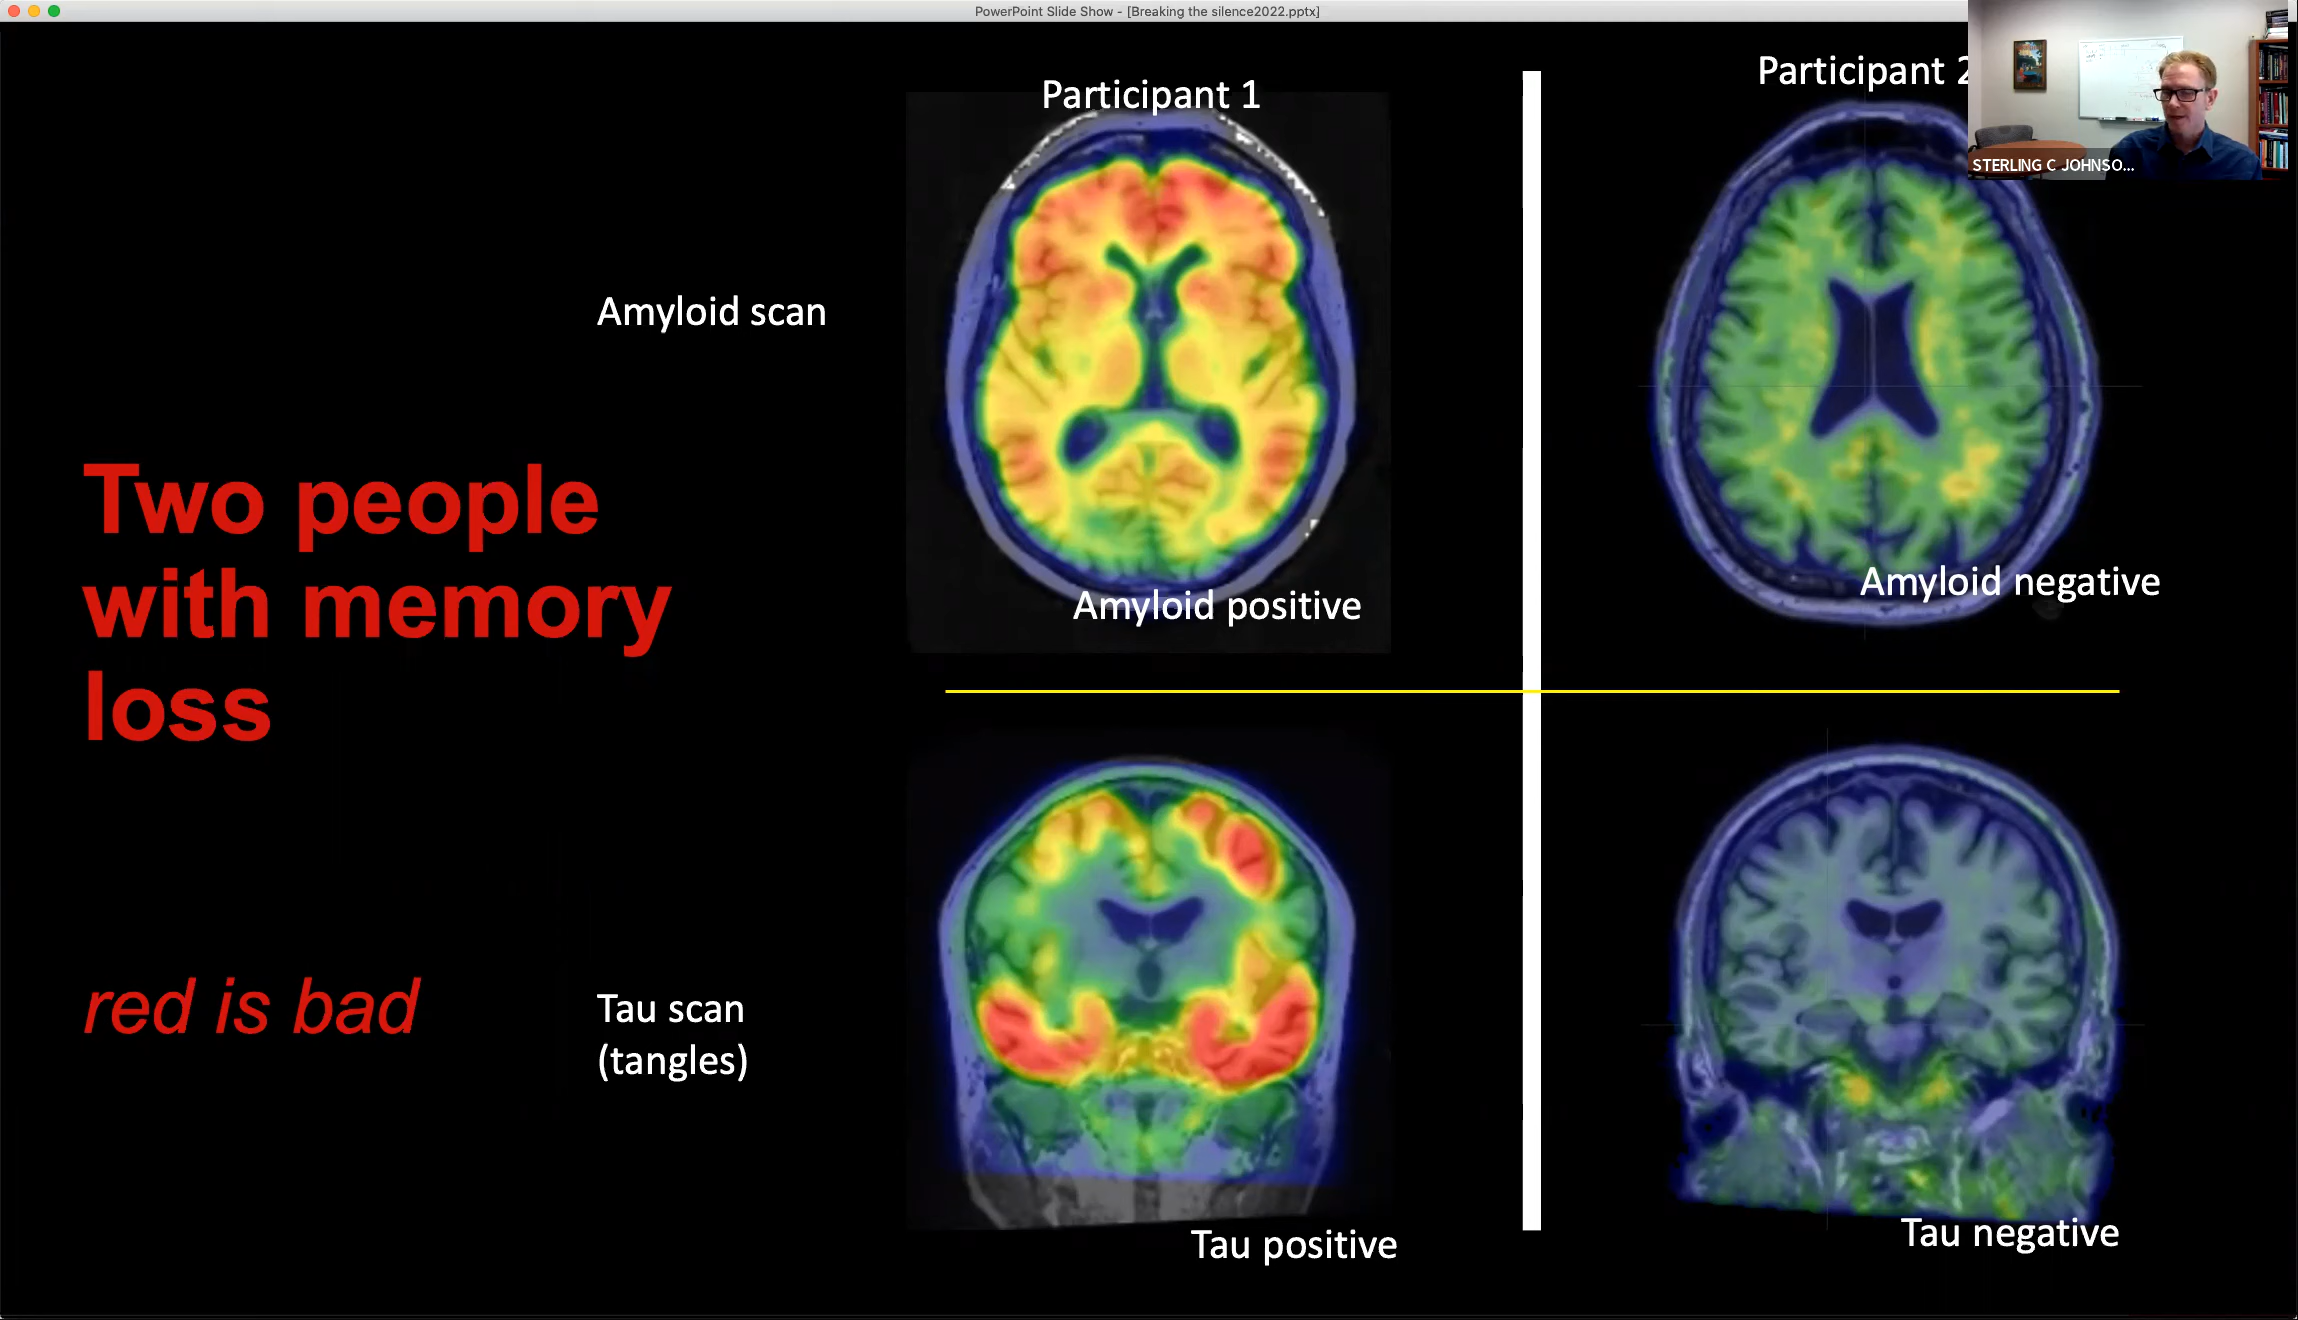 PowerPoint Slide Show - [Breaking the silence2022.pptx]
Participant 1
Participant 2
STERLING C JOHNSO...
Amyloid scan
Two people
with memory
loss
Amyloid positive
Amyloid negative
red is bad
Tau scan
(tangles)
Tau positive
Tau negative